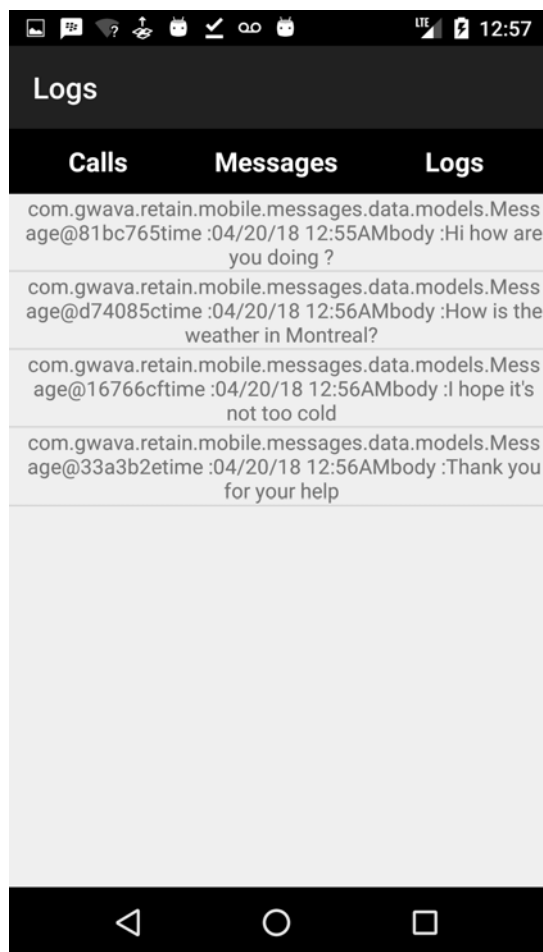 LTE 12:57
Logs
Calls Messages Logs
com.gwava.retain.mobile.messages.data.models.Mess
age@81bc765time :04/20/18 12:55AMbody :Hi how are
you doing ?
com.gwava.retain.mobile.messages.data.models.Mess
age@d74085ctime :04/20/18 12:56AMbody :How is the
weather in Montreal?
com.gwava.retain.mobile.messages.data.models.Mess
age@16766cftime :04/20/18 12:56AMbody :I hope it's
not too cold
com.gwava.retain.mobile.messages.data.models.Mess
age@33a3b2etime :04/20/18 12:56AMbody :Thank you
for your help